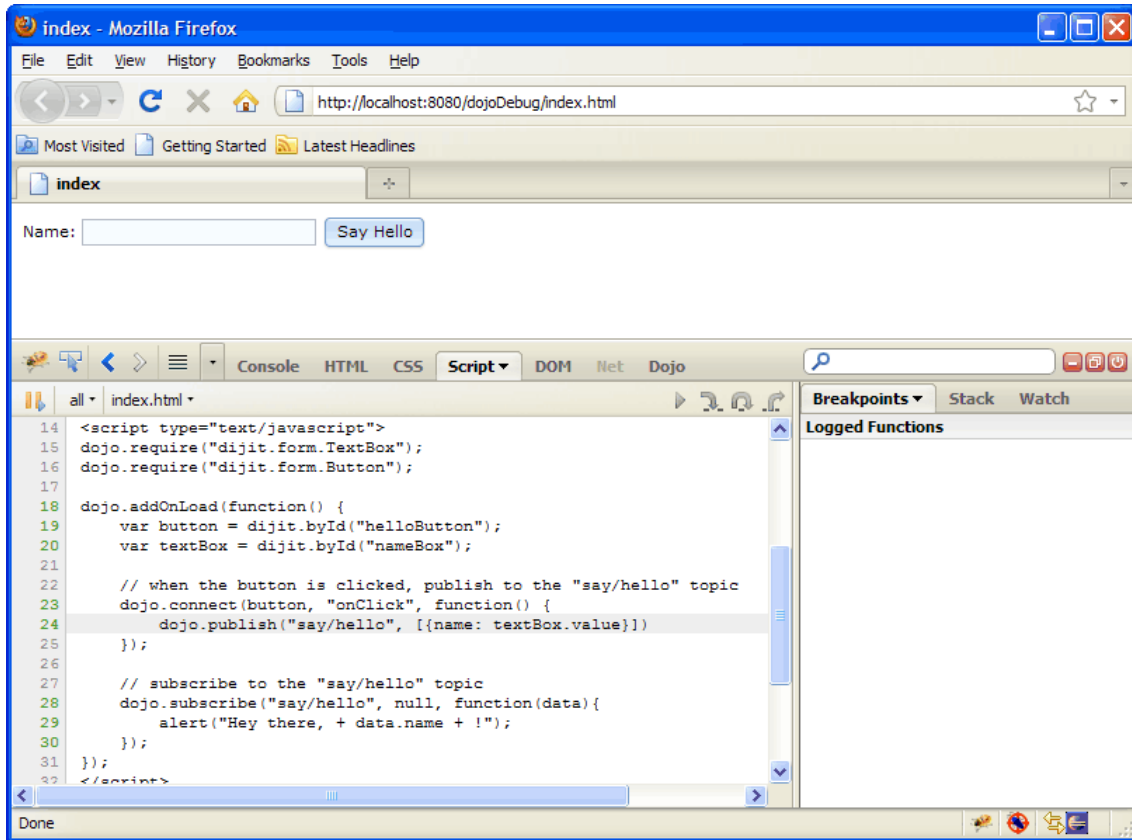 index - Mozilla Firefox
File Edit View History Bookmarks Tools Help
http://localhost:8080/dojoDebug/index.html
Most Visited Getting Started Latest Headlines
index
Name: Say Hello
Console HTML CSS Script DOM Net Dojo
all index.html
Breakpoints Stack Watch
Logged Functions
14 <script type="text/javascript">
15 dojo.require("dijit.form.TextBox");
16 dojo.require("dijit.form.Button");
17
18 dojo.addOnLoad(function() {
19 var button = dijit.byId("helloButton");
20 var textBox = dijit.byId("nameBox");
21
22 // when the button is clicked, publish to the "say/hello" topic
23 dojo.connect(button, "onClick", function() {
24 dojo.publish("say/hello", [{name: textBox.value}])
25 });
26
27 // subscribe to the "say/hello" topic
28 dojo.subscribe("say/hello", null, function(data){
29 alert("Hey there, + data.name + !");
30 });
31 });
32 </script>
Done